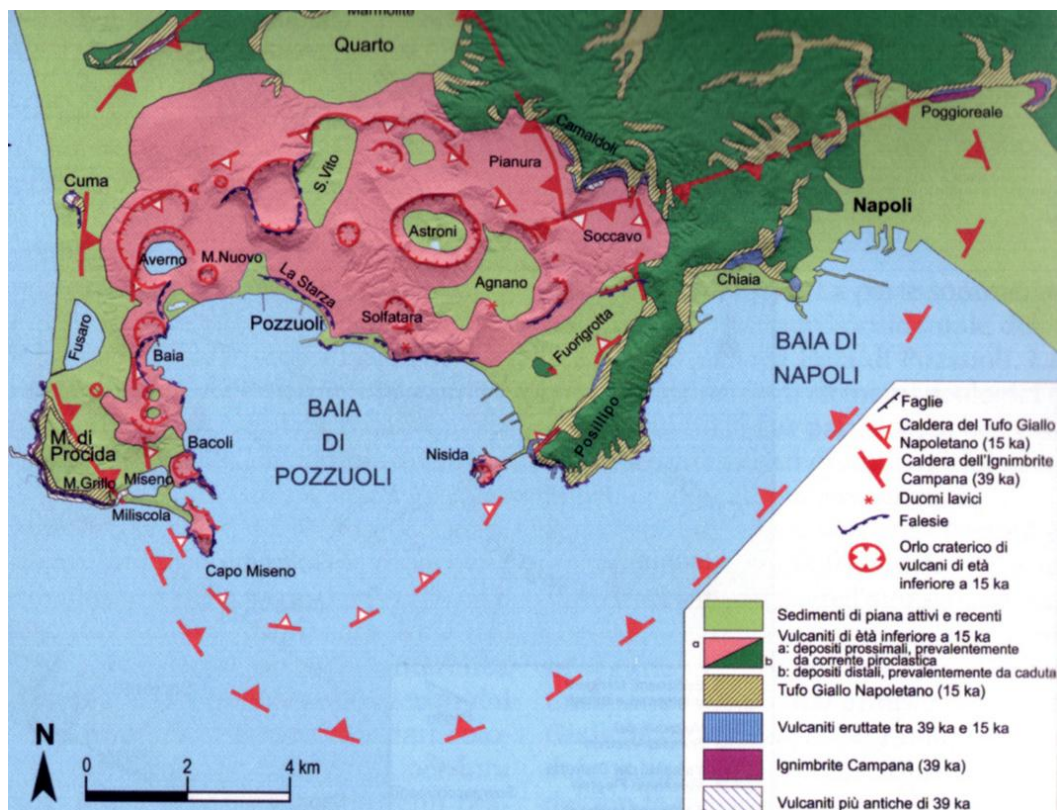 Marmolite
Quarto
Camaldoli
Poggioreale
Pianura
Cuma
S. Vito
Napoli
Astroni
Soccavo
Averno
M.Nuovo
Agnano
Chiaia
La Starza
Fusaro
Pozzuoli
Solfatara
Fuorigrotta
Baia
BAIA DI
NAPOLI
BAIA
DI
POZZUOLI
Posillipo
M. di
Procida
Bacoli
Nisida
M.Grillo
Miseno
Miliscola
Capo Miseno
Faglie
Caldera del Tufo Giallo
Napoletano (15 ka)
Caldera dell'Ignimbrite
Campana (39 ka)
Duomi lavici
Falesie
Orlo craterico di
vulcani di età
inferiore a 15 ka
Sedimenti di piana attivi e recenti
Vulcaniti di età inferiore a 15 ka
a
a: depositi prossimali, prevalentemente
da corrente piroclastica
b
b: depositi distali, prevalentemente da caduta
Tufo Giallo Napoletano (15 ka)
Vulcaniti eruttate tra 39 ka e 15 ka
Ignimbrite Campana (39 ka)
Vulcaniti più antiche di 39 ka
N
0 2 4 km